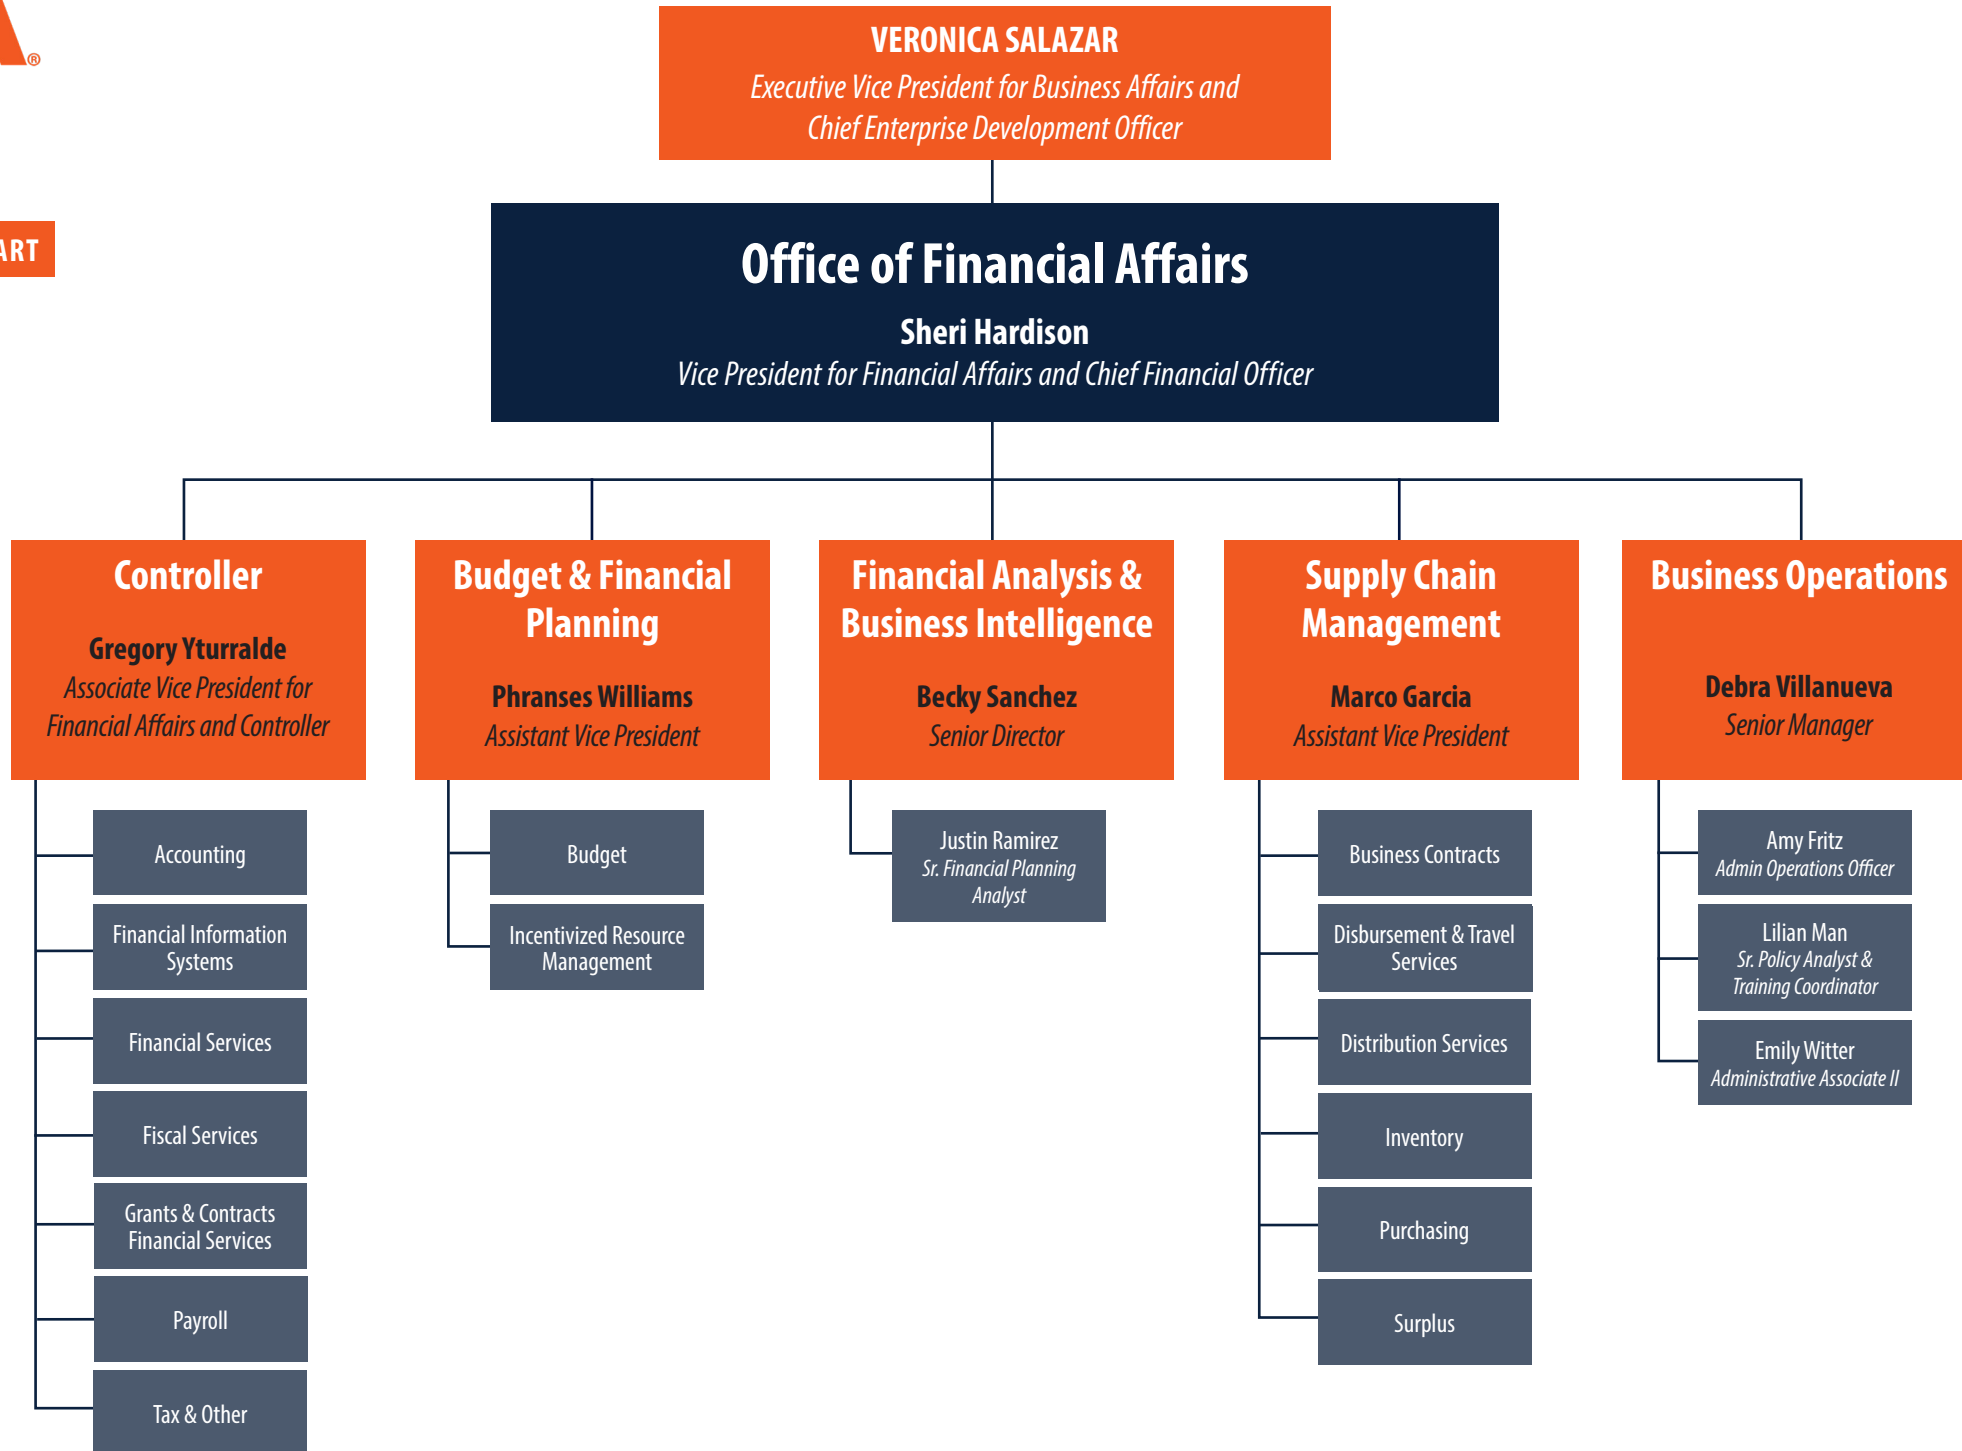 ®
ART
VERONICA SALAZAR
Executive Vice President for Business Affairs and
Chief Enterprise Development Officer
Office of Financial Affairs
Sheri Hardison
Vice President for Financial Affairs and Chief Financial Officer
Controller
Gregory Yturralde
Associate Vice President for
Financial Affairs and Controller
Accounting
Financial Information
Systems
Financial Services
Fiscal Services
Grants & Contracts
Financial Services
Payroll
Tax & Other
Budget & Financial
Planning
Phranses Williams
Assistant Vice President
Budget
Incentivized Resource
Management
Financial Analysis &
Business Intelligence
Becky Sanchez
Senior Director
Justin Ramirez
Sr. Financial Planning
Analyst
Supply Chain
Management
Marco Garcia
Assistant Vice President
Business Contracts
Disbursement & Travel
Services
Distribution Services
Inventory
Purchasing
Surplus
Business Operations
Debra Villanueva
Senior Manager
Amy Fritz
Admin Operations Officer
Lilian Man
Sr. Policy Analyst &
Training Coordinator
Emily Witter
Administrative Associate II